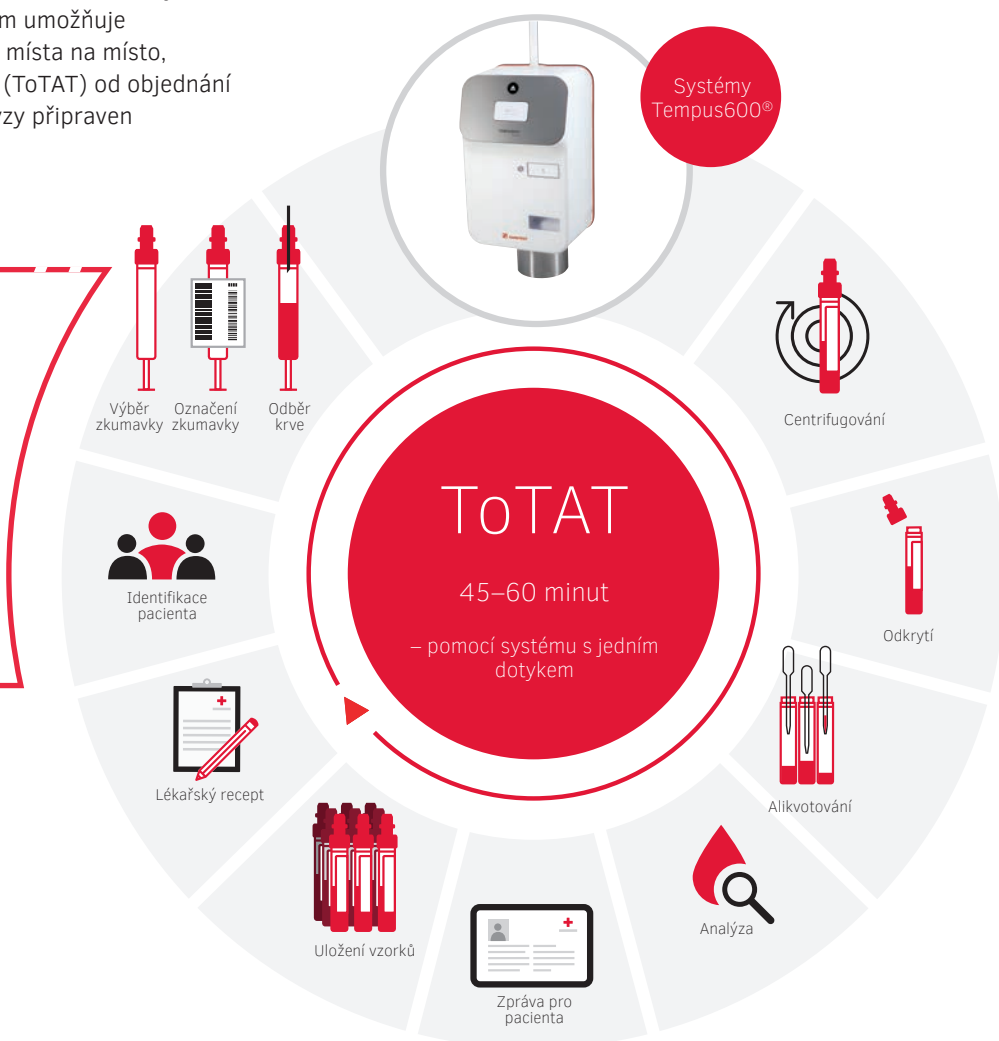 m umožňuje
místa na místo,
(ToTAT) od objednání
yzy připraven
Systémy
Tempus600®
Výběr
zkumavky
Označení
zkumavky
Odběr
krve
Centrifugování
Identifikace
pacienta
ToTAT
45–60 minut
– pomocí systému s jedním
dotykem
Odkrytí
Lékařský recept
Alikvotování
Uložení vzorků
Analýza
Zpráva pro
pacienta